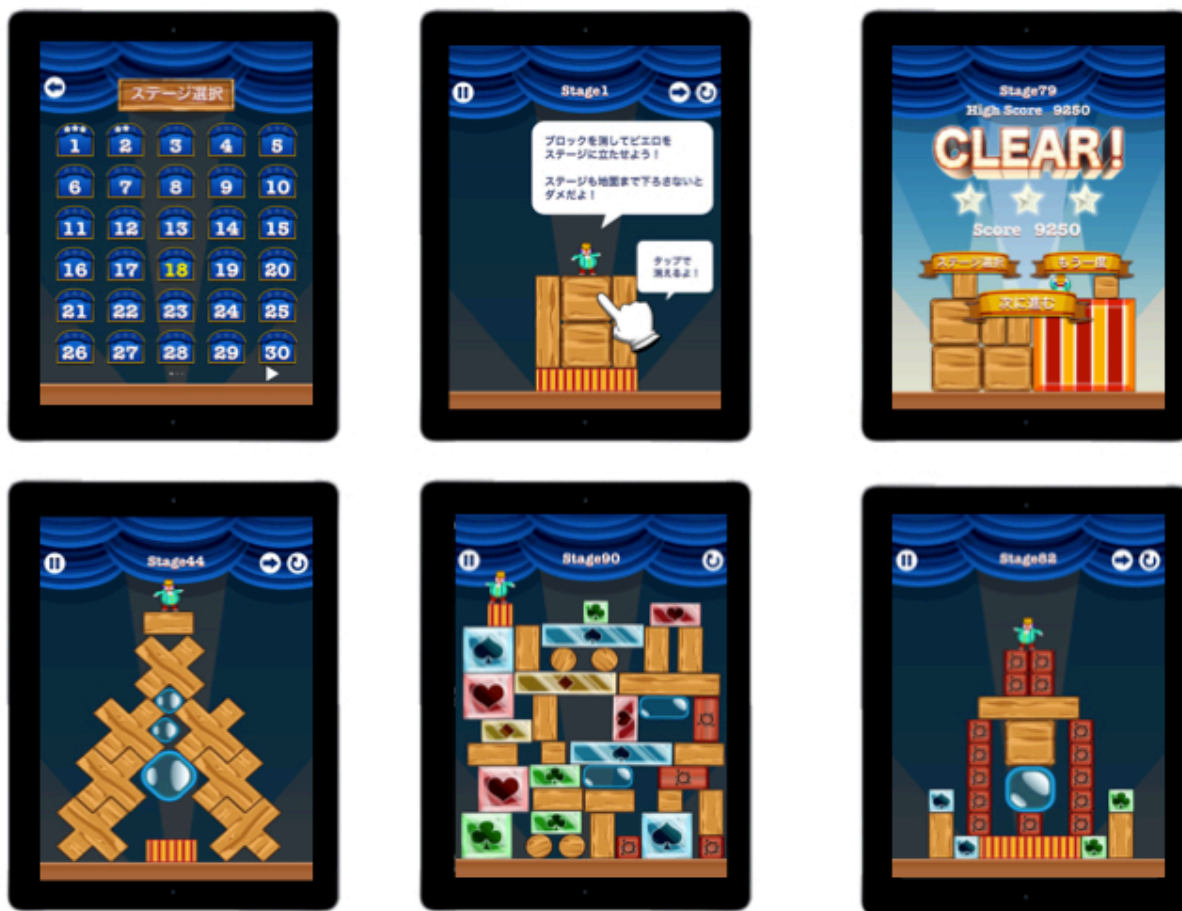 ステージ選択
1 2 3 4 5
6 7 8 9 10
11 12 13 14 15
16 17 18 19 20
21 22 23 24 25
26 27 28 29 30
Stage1
ブロックを消してピエロを
ステージに立たせよう！
ステージも地面まで下ろさないと
ダメだよ！
タップで
消えるよ！
Stage79
High Score 9250
CLEAR!
Score 9250
ステージ選択 もう一度
次に進む
Stage44
Stage90
Stage82